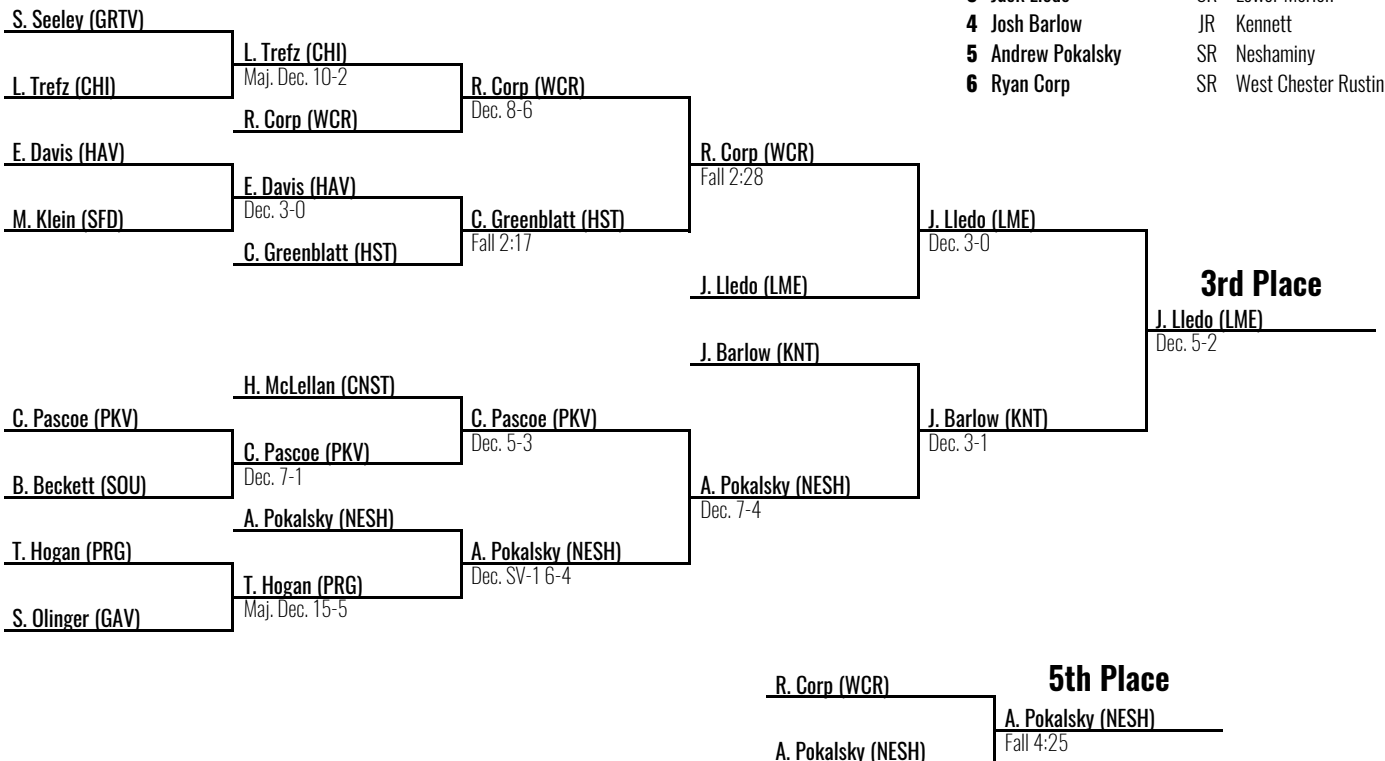 3 Jack Lledo SR Lower Merion
4 Josh Barlow JR Kennett
5 Andrew Pokalsky SR Neshaminy
6 Ryan Corp SR West Chester Rustin
S. Seeley (GRTV)
L. Trefz (CHI)
L. Trefz (CHI)
Maj. Dec. 10-2
R. Corp (WCR)
R. Corp (WCR)
Dec. 8-6
E. Davis (HAV)
M. Klein (SFD)
E. Davis (HAV)
Dec. 3-0
C. Greenblatt (HST)
C. Greenblatt (HST)
Fall 2:17
R. Corp (WCR)
Fall 2:28
J. Lledo (LME)
J. Lledo (LME)
Dec. 3-0
3rd Place
J. Lledo (LME)
Dec. 5-2
J. Barlow (KNT)
J. Barlow (KNT)
Dec. 3-1
H. McLellan (CNST)
C. Pascoe (PKV)
B. Beckett (SOU)
C. Pascoe (PKV)
Dec. 7-1
C. Pascoe (PKV)
Dec. 5-3
A. Pokalsky (NESH)
T. Hogan (PRG)
S. Olinger (GAV)
T. Hogan (PRG)
Maj. Dec. 15-5
A. Pokalsky (NESH)
Dec. SV-1 6-4
A. Pokalsky (NESH)
Dec. 7-4
5th Place
R. Corp (WCR)
A. Pokalsky (NESH)
A. Pokalsky (NESH)
Fall 4:25